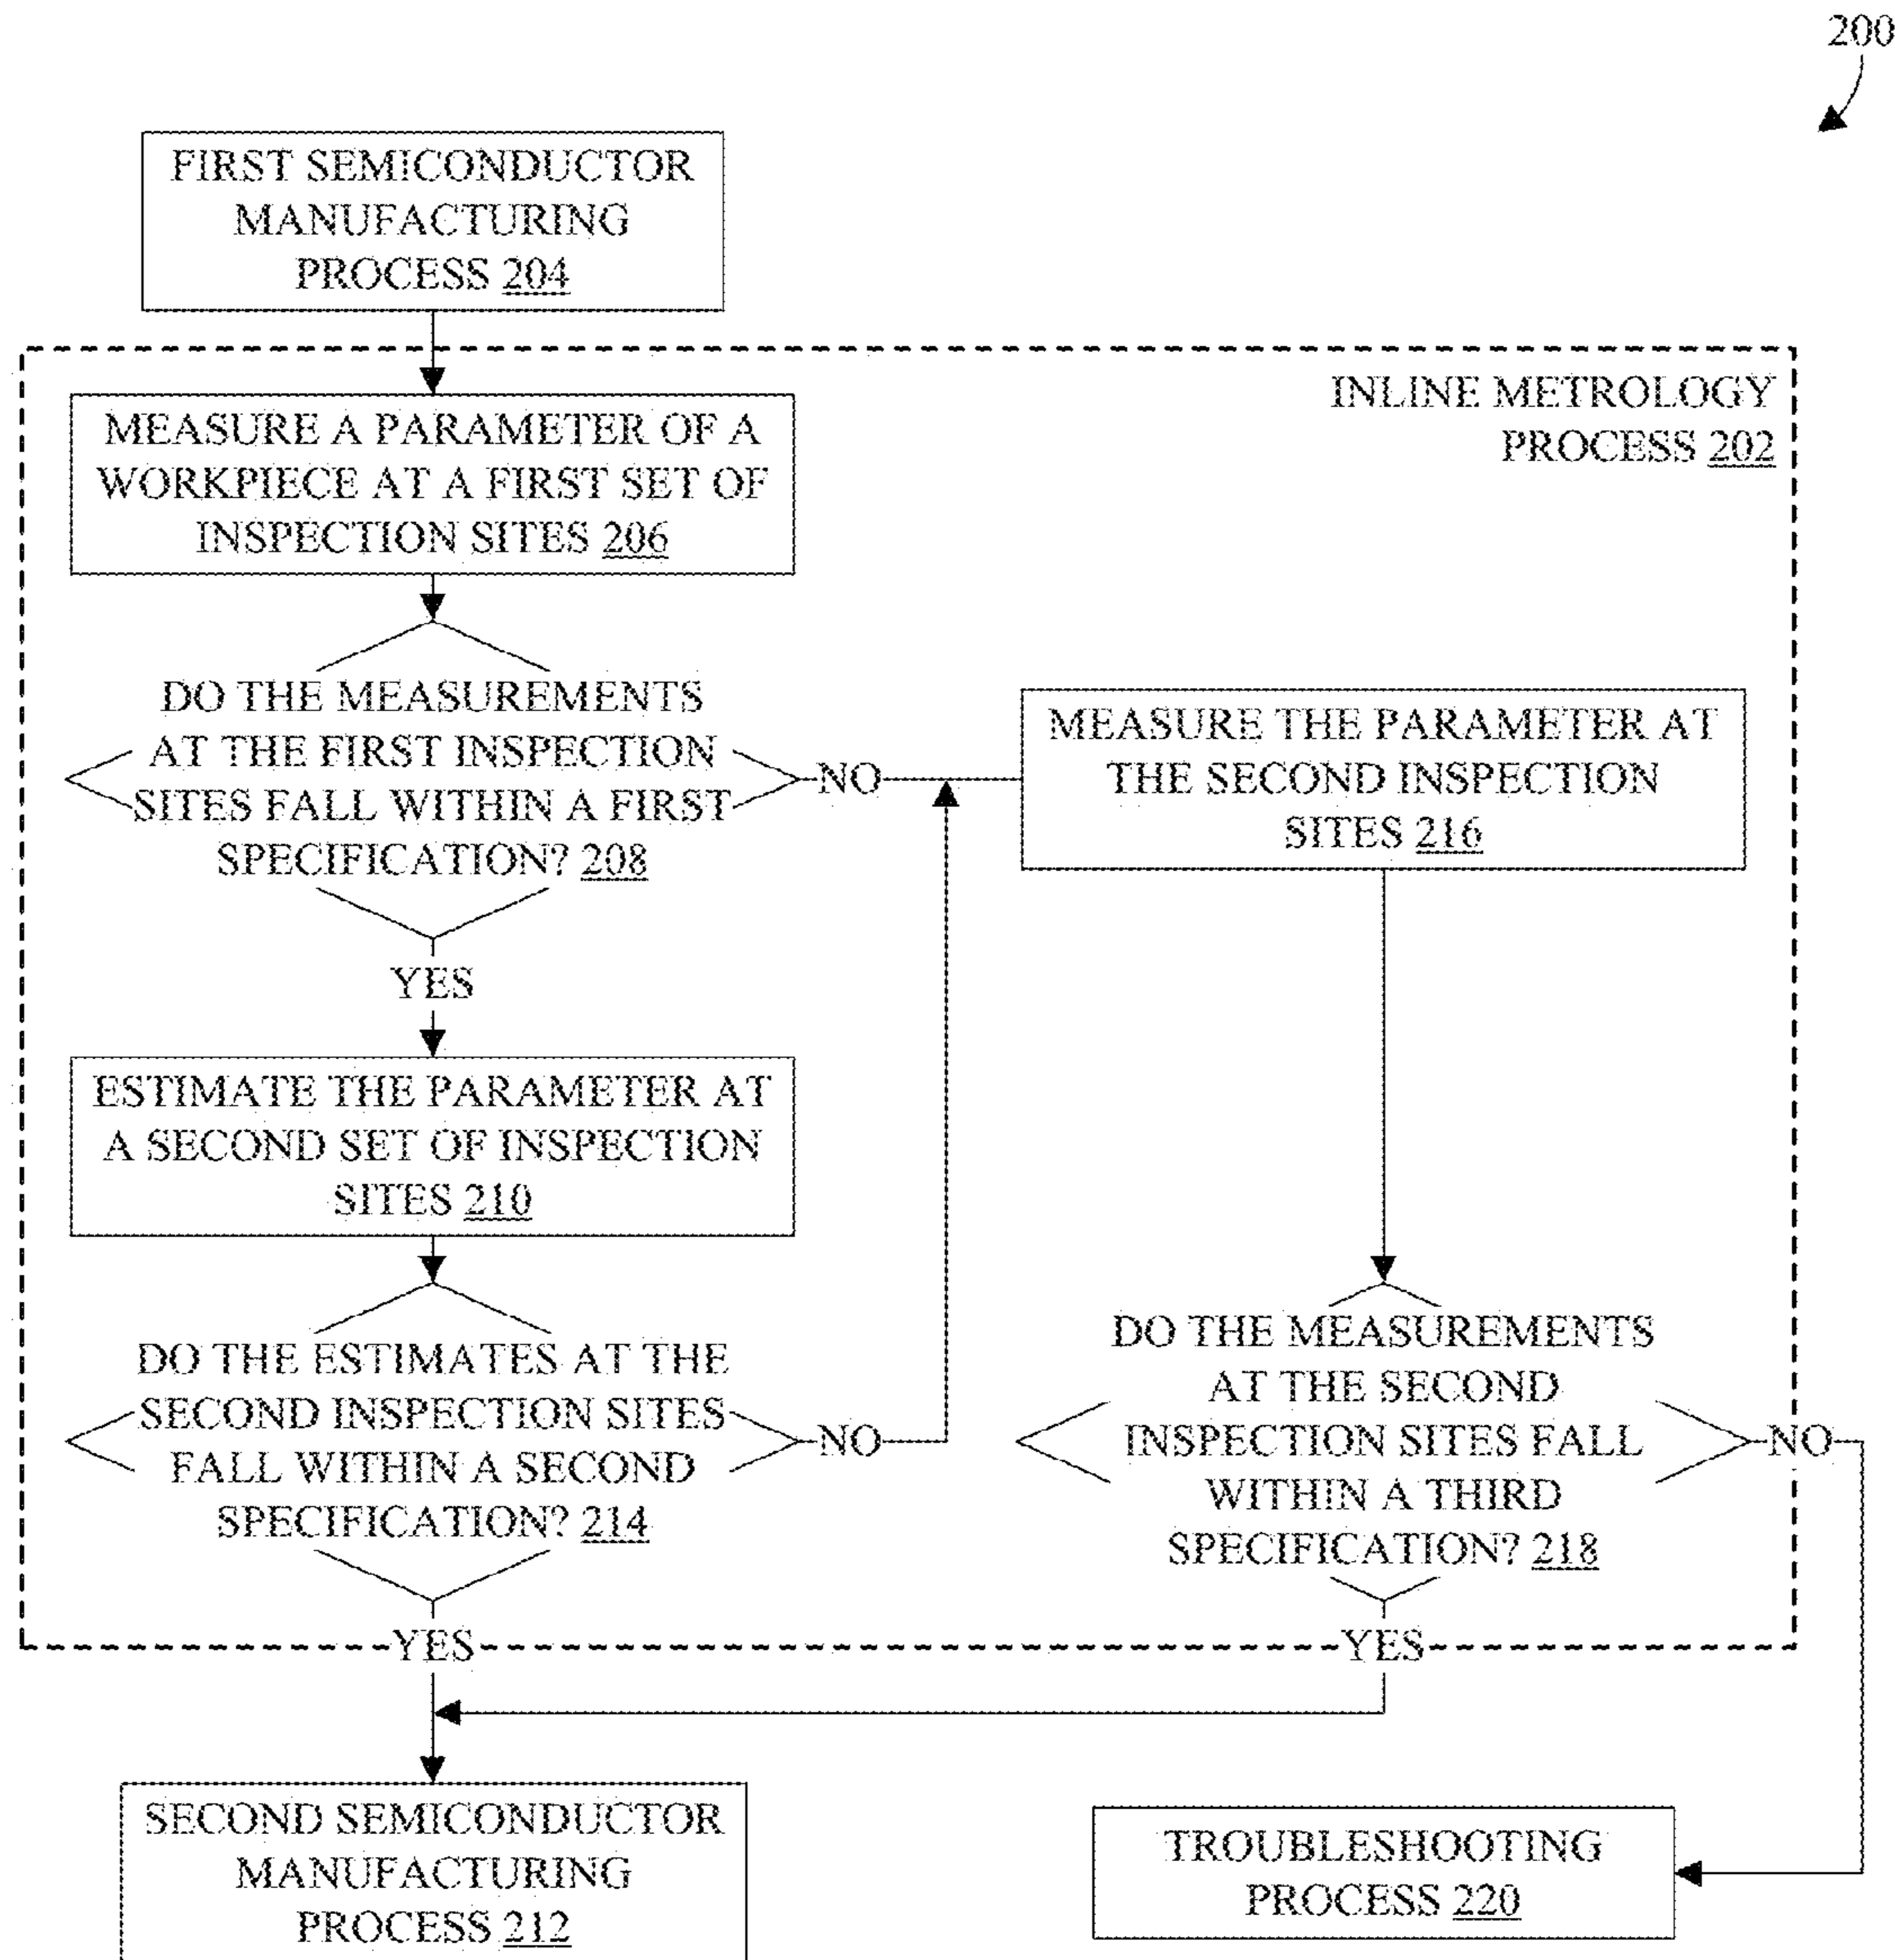 200
FIRST SEMICONDUCTOR
MANUFACTURING
PROCESS 204
INLINE METROLOGY
PROCESS 202
MEASURE A PARAMETER OF A
WORKPIECE AT A FIRST SET OF
INSPECTION SITES 206
DO THE MEASUREMENTS
AT THE FIRST INSPECTION
SITES FALL WITHIN A FIRST
SPECIFICATION? 208
NO
MEASURE THE PARAMETER AT
THE SECOND INSPECTION
SITES 216
YES
ESTIMATE THE PARAMETER AT
A SECOND SET OF INSPECTION
SITES 210
DO THE ESTIMATES AT THE
SECOND INSPECTION SITES
FALL WITHIN A SECOND
SPECIFICATION? 214
NO
DO THE MEASUREMENTS
AT THE SECOND
INSPECTION SITES FALL
WITHIN A THIRD
SPECIFICATION? 218
NO
YES
YES
SECOND SEMICONDUCTOR
MANUFACTURING
PROCESS 212
TROUBLESHOOTING
PROCESS 220